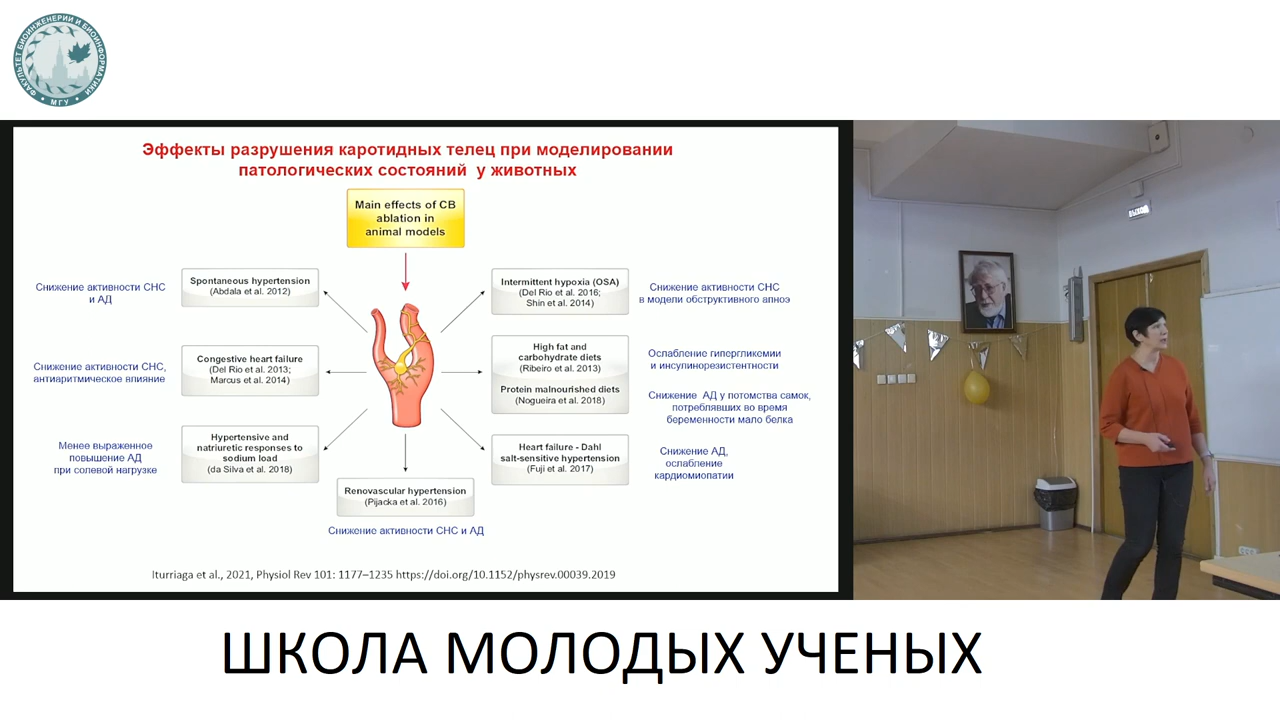 ФАКУЛЬТЕТ БИОИНЖЕНЕРИИ И БИОИНФОРМАТИКИ
• МГУ •
Эффекты разрушения каротидных телец при моделировании
патологических состояний у животных
Main effects of CB
ablation in
animal models
Снижение активности СНС
и АД
Spontaneous hypertension
(Abdala et al. 2012)
Intermittent hypoxia (OSA)
(Del Rio et al. 2016;
Shin et al. 2014)
Снижение активности СНС
в модели обструктивного апноэ
Снижение активности СНС,
антиаритмическое влияние
Congestive heart failure
(Del Rio et al. 2013;
Marcus et al. 2014)
High fat and
carbohydrate diets
(Ribeiro et al. 2013)
Protein malnourished diets
(Nogueira et al. 2018)
Ослабление гипоргликемии
и инсулинорезистентности
Снижение АД у потомства самок,
потреблявших во время
беременности мало белка
Менее выраженное
повышение АД
при солевой нагрузке
Hypertensive and
natriuretic responses to
sodium load
(da Silva et al. 2018)
Heart failure - Dahl
salt-sensitive hypertension
(Fuji et al. 2017)
Снижение АД,
ослабление
кардиомиопатии
Renovascular hypertension
(Pijacka et al. 2016)
Снижение активности СНС и АД
Iturriaga et al., 2021, Physiol Rev 101: 1177–1235 https://doi.org/10.1152/physrev.00039.2019
ВЫХОД
ШКОЛА МОЛОДЫХ УЧЕНЫХ